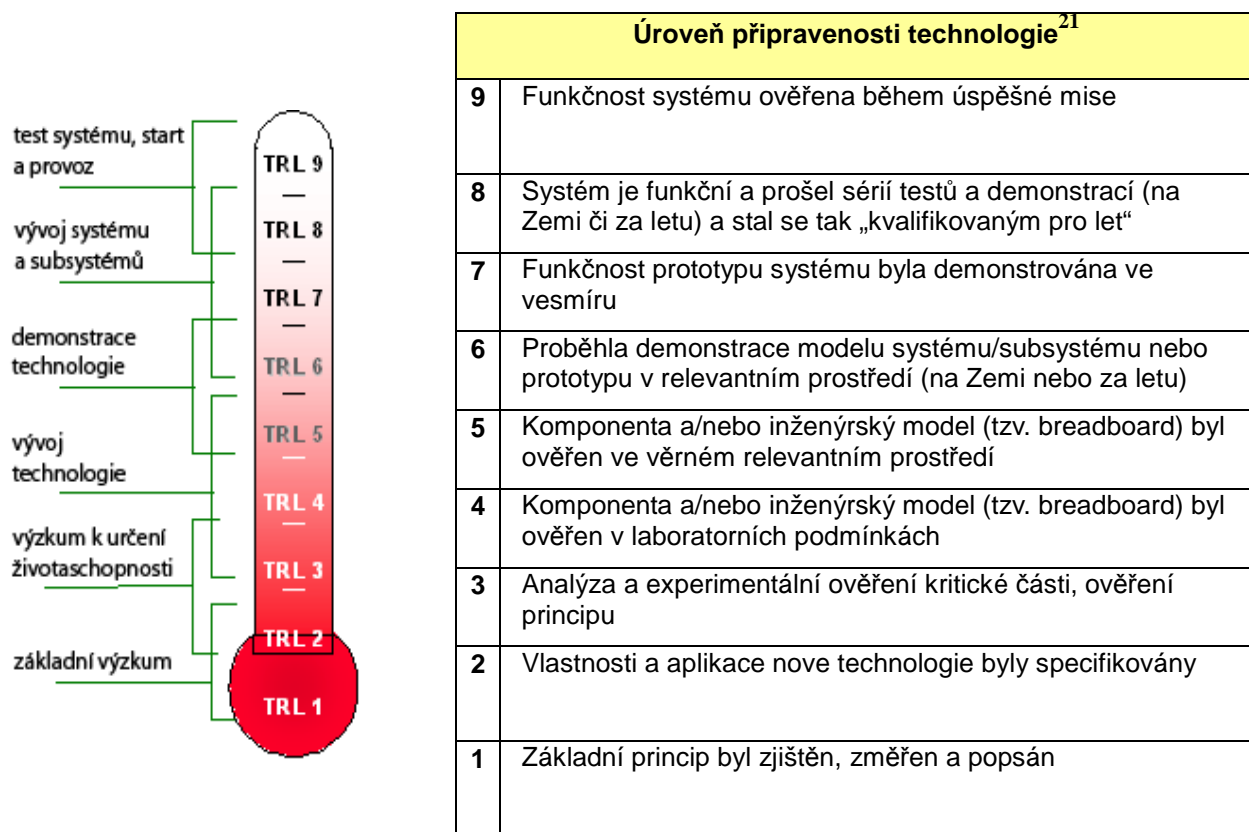 test systému, start
a provoz
vývoj systému
a subsystémů
demonstrace
technologie
vývoj
technologie
výzkum k určení
životaschopnosti
základní výzkum
TRL 9
TRL 8
TRL 7
TRL 6
TRL 5
TRL 4
TRL 3
TRL 2
TRL 1
Úroveň připravenosti technologie21
9 Funkčnost systému ověřena během úspěšné mise
8 Systém je funkční a prošel sérií testů a demonstrací (na
Zemi či za letu) a stal se tak „kvalifikovaným pro let“
7 Funkčnost prototypu systému byla demonstrována ve
vesmíru
6 Proběhla demonstrace modelu systému/subsystému nebo
prototypu v relevantním prostředí (na Zemi nebo za letu)
5 Komponenta a/nebo inženýrský model (tzv. breadboard) byl
ověřen ve věrném relevantním prostředí
4 Komponenta a/nebo inženýrský model (tzv. breadboard) byl
ověřen v laboratorních podmínkách
3 Analýza a experimentální ověření kritické části, ověření
principu
2 Vlastnosti a aplikace nove technologie byly specifikovány
1 Základní princip byl zjištěn, změřen a popsán